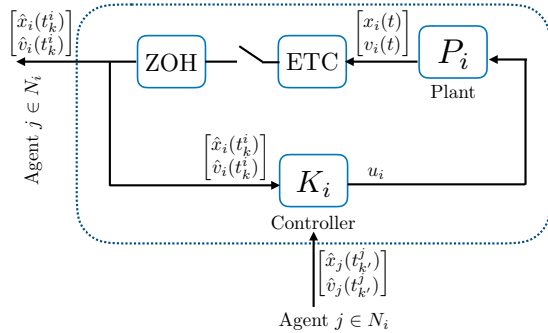 [x̂_i(t_k^i)
v̂_i(t_k^i)]
[x_i(t)
v_i(t)]
ZOH
ETC
P_i
Plant
Agent j ∈ N_i
[x̂_i(t_k^i)
v̂_i(t_k^i)]
K_i
u_i
Controller
[x̂_j(t_{k'}^j)
v̂_j(t_{k'}^j)]
Agent j ∈ N_i